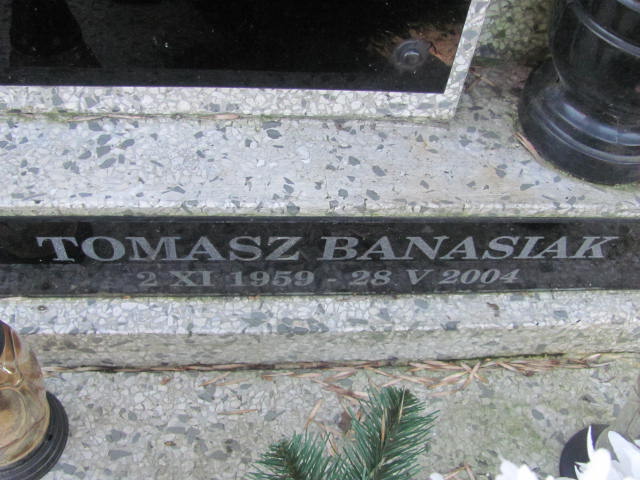 TOMASZ BANASIAK
2 XI 1959 - 28 V 2004